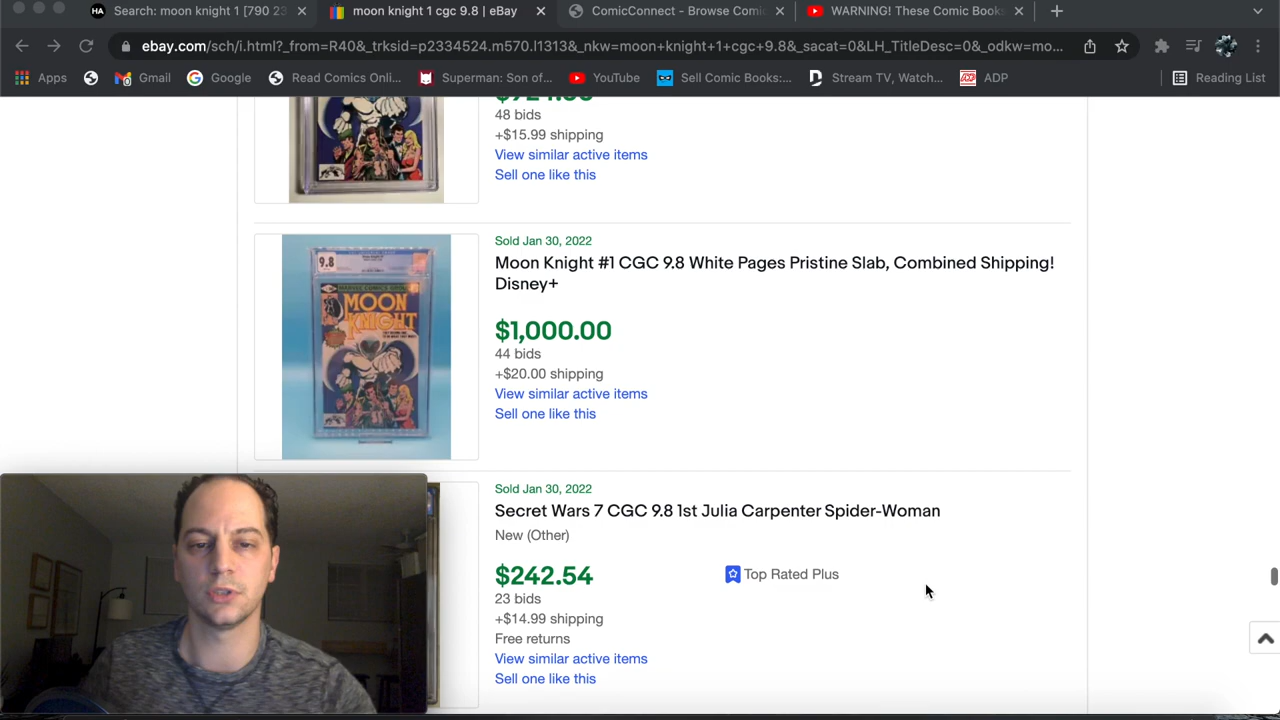 Search: moon knight 1 [790 23
moon knight 1 cgc 9.8 | eBay
ComicConnect - Browse Comic
WARNING! These Comic Books
ebay.com/sch/i.html?_from=R40&_trksid=p2334524.m570.l1313&_nkw=moon+knight+1+cgc+9.8&_sacat=0&LH_TitleDesc=0&_odkw=mo...
Apps
Gmail
Google
Read Comics Onli...
Superman: Son of...
YouTube
Sell Comic Books:...
Stream TV, Watch...
ADP
Reading List
48 bids
+$15.99 shipping
View similar active items
Sell one like this
Sold Jan 30, 2022
Moon Knight #1 CGC 9.8 White Pages Pristine Slab, Combined Shipping!
Disney+
$1,000.00
44 bids
+$20.00 shipping
View similar active items
Sell one like this
9.8
MOON
KNIGHT
Sold Jan 30, 2022
Secret Wars 7 CGC 9.8 1st Julia Carpenter Spider-Woman
New (Other)
$242.54
Top Rated Plus
23 bids
+$14.99 shipping
Free returns
View similar active items
Sell one like this